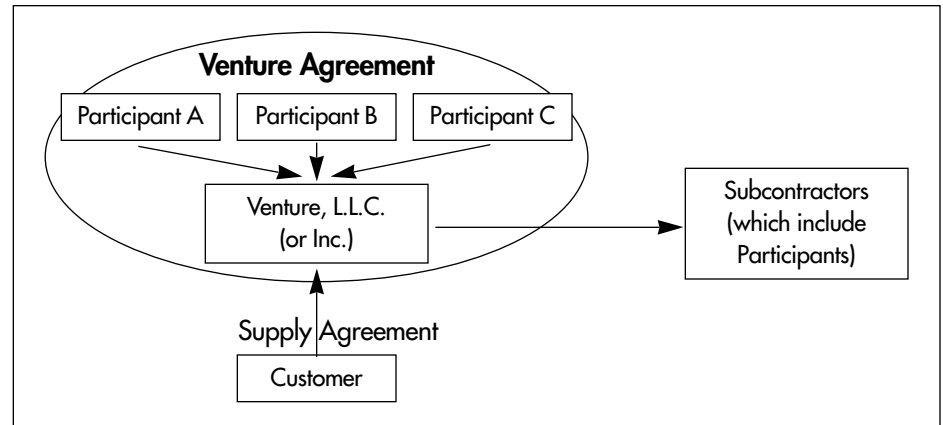 Venture Agreement
Participant A
Participant B
Participant C
Venture, L.L.C.
(or Inc.)
Subcontractors
(which include
Participants)
Supply Agreement
Customer